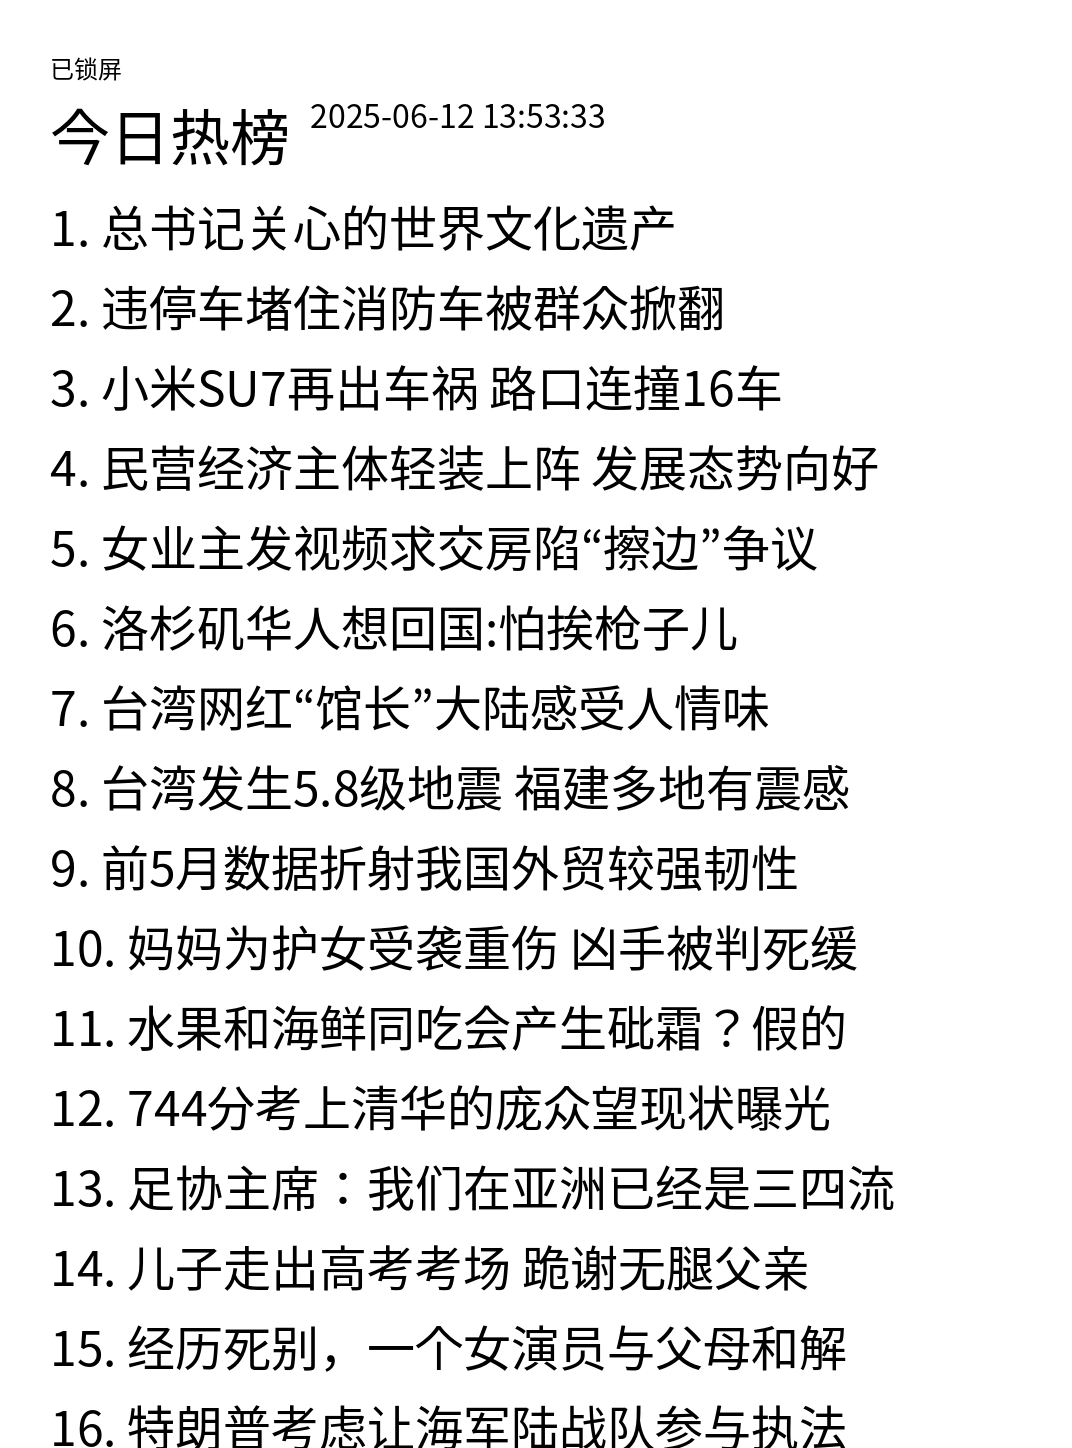 已锁屏
今日热榜 2025-06-12 13:53:33
1. 总书记关心的世界文化遗产
2. 违停车堵住消防车被群众掀翻
3. 小米SU7再出车祸 路口连撞16车
4. 民营经济主体轻装上阵 发展态势向好
5. 女业主发视频求交房陷“擦边”争议
6. 洛杉矶华人想回国:怕挨枪子儿
7. 台湾网红“馆长”大陆感受人情味
8. 台湾发生5.8级地震 福建多地有震感
9. 前5月数据折射我国外贸较强韧性
10. 妈妈为护女受袭重伤 凶手被判死缓
11. 水果和海鲜同吃会产生砒霜？假的
12. 744分考上清华的庞众望现状曝光
13. 足协主席：我们在亚洲已经是三四流
14. 儿子走出高考考场 跪谢无腿父亲
15. 经历死别，一个女演员与父母和解
16. 特朗普考虑让海军陆战队参与执法